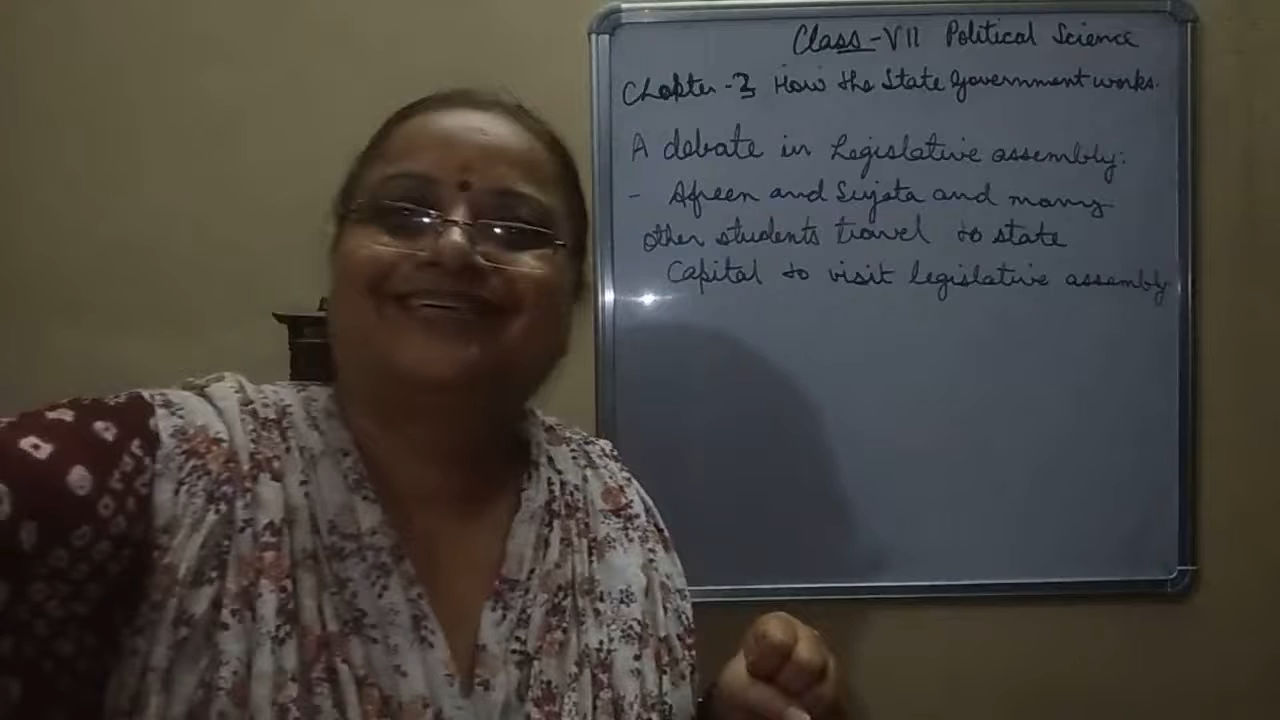 Class-VII Political Science
Chapter-3 How the State Government works.
A debate in Legislative assembly:
- Afreen and Sujata and many
other students travel to state
Capital to visit legislative assembly